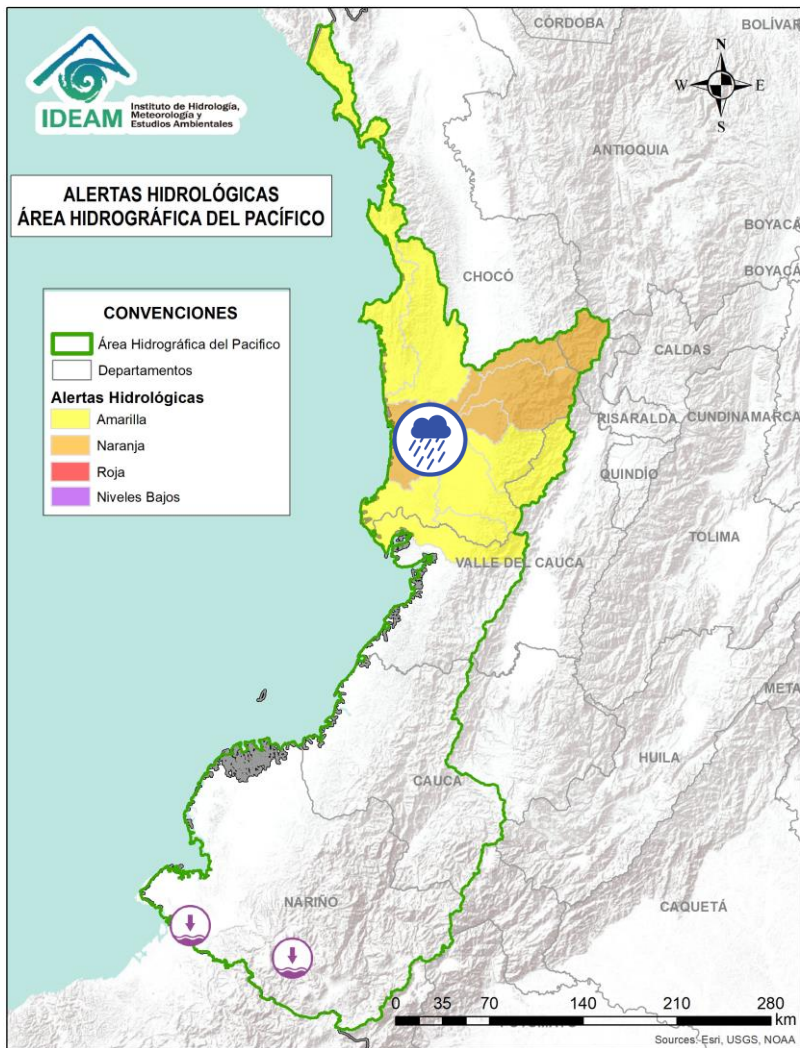 IDEAM
Instituto de Hidrología,
Meteorología y
Estudios Ambientales
ALERTAS HIDROLÓGICAS
ÁREA HIDROGRÁFICA DEL PACÍFICO
CONVENCIONES
Área Hidrográfica del Pacifico
Departamentos
Alertas Hidrológicas
Amarilla
Naranja
Roja
Niveles Bajos
N
W
E
S
CÓRDOBA
BOLÍVAR
ANTIOQUIA
BOYACÁ
BOYACÁ
CHOCÓ
CALDAS
RISARALDA
CUNDINAMARCA
QUINDÍO
TOLIMA
VALLE DEL CAUCA
META
HUILA
CAUCA
NARIÑO
CAQUETÁ
0 35 70 140 210 280
km
Sources: Esri, USGS, NOAA